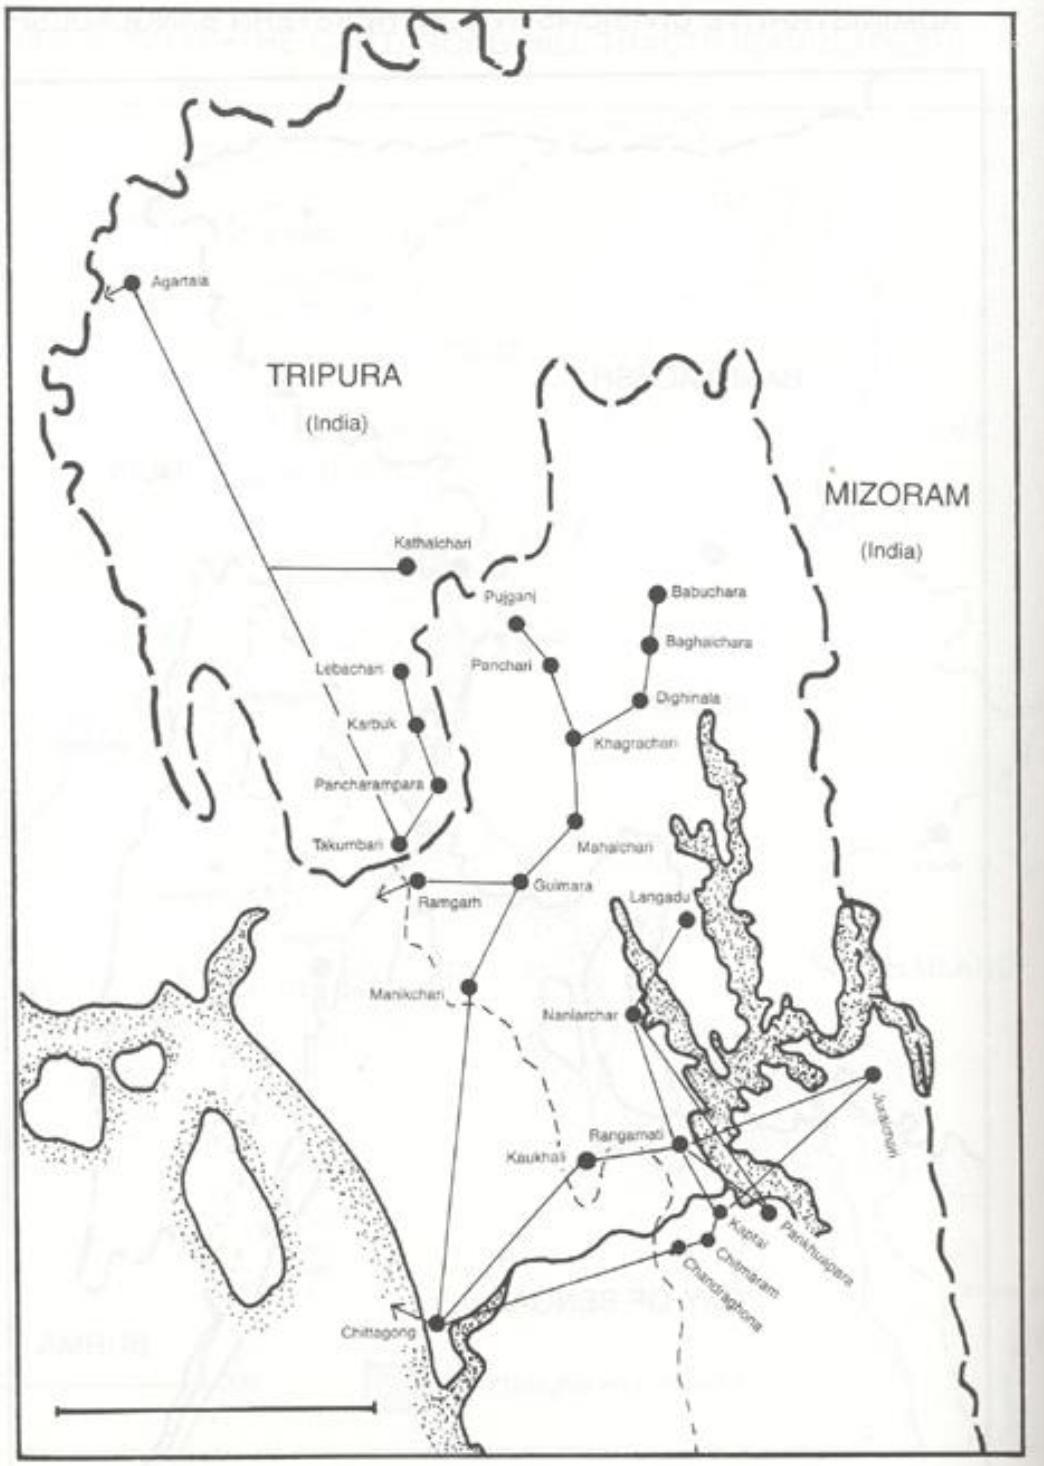 Agartala
TRIPURA
(India)
MIZORAM
(India)
Kathalchari
Pujganj
Babuchara
Baghaichara
Panchari
Lebachari
Dighinala
Karbuk
Khagrachari
Pancharampara
Takumbari
Mahalchari
Guimara
Ramgarh
Langadu
Manikchari
Naniarchar
Juraichuri
Rangamati
Kaukhali
Kaptai
Pankhuapara
Chitmaram
Chandraghona
Chittagong